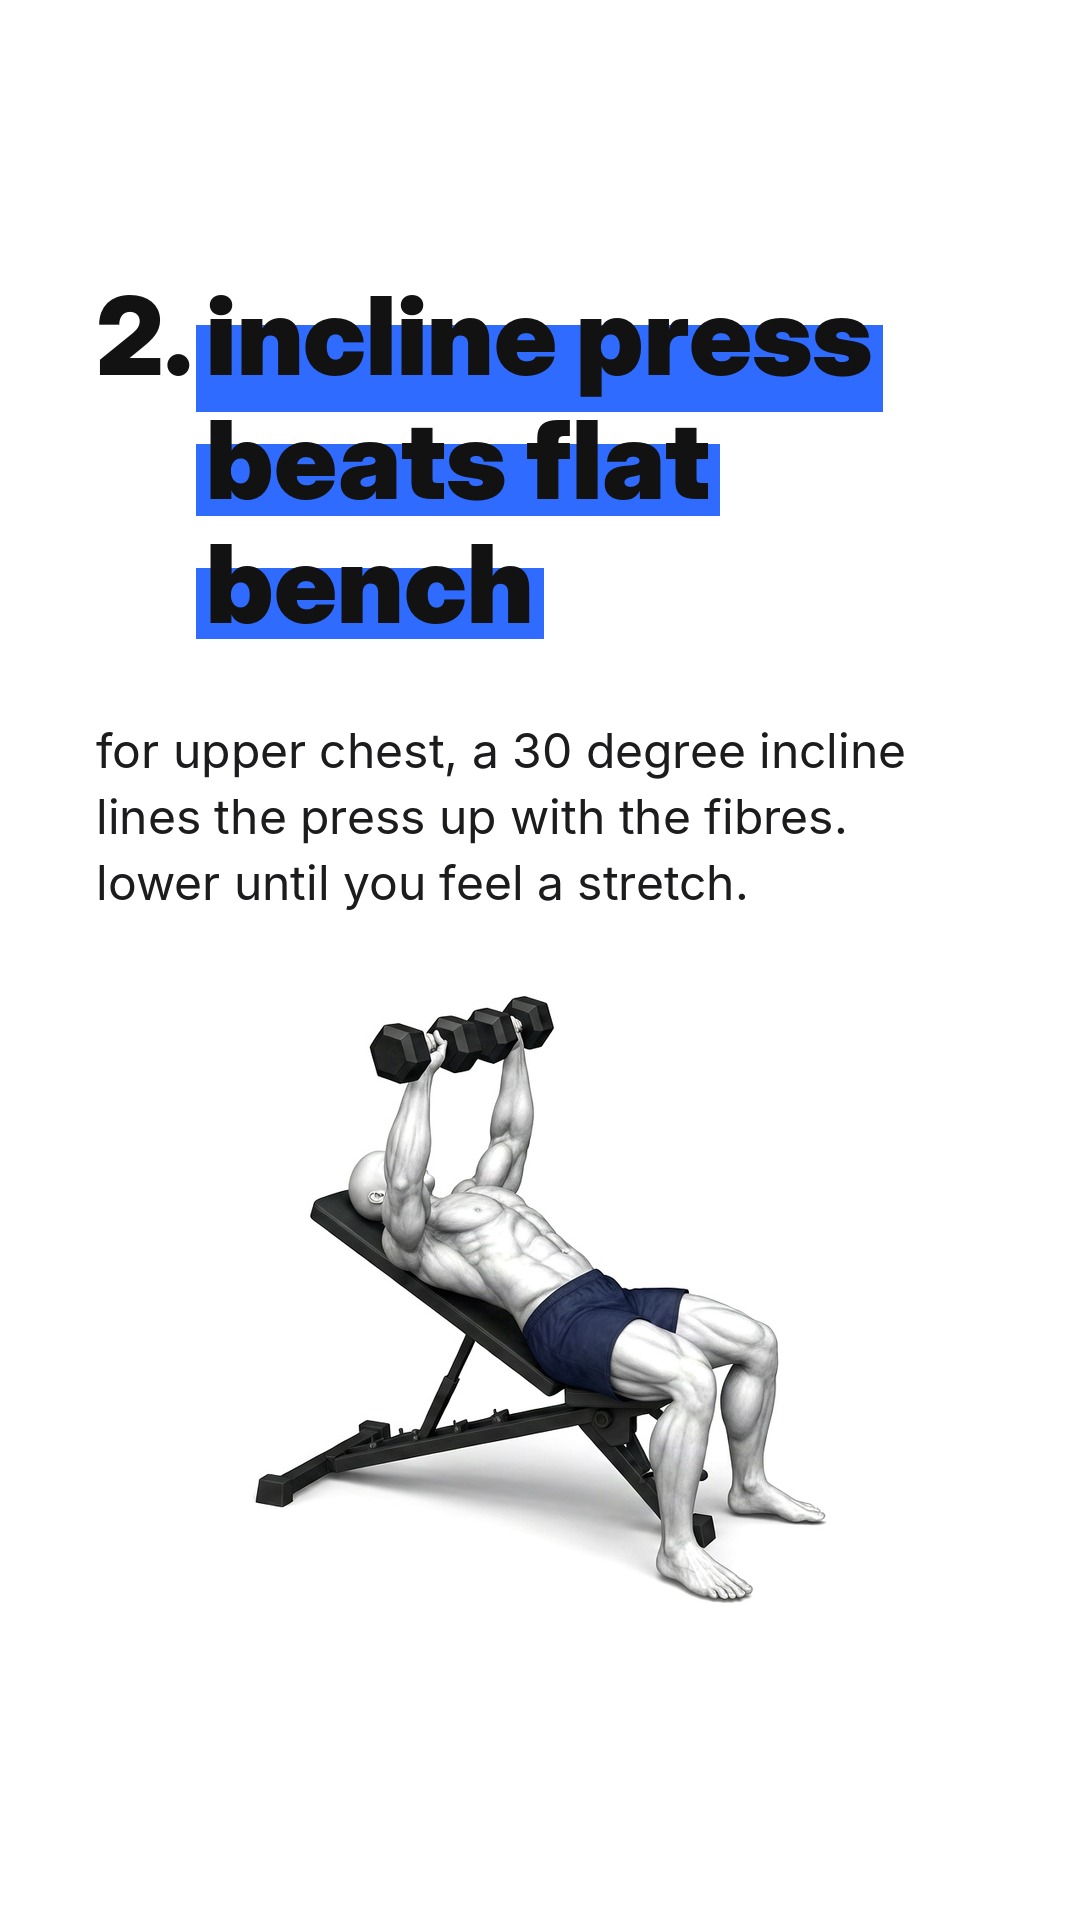 2. incline press
beats flat
bench
for upper chest, a 30 degree incline
lines the press up with the fibres.
lower until you feel a stretch.